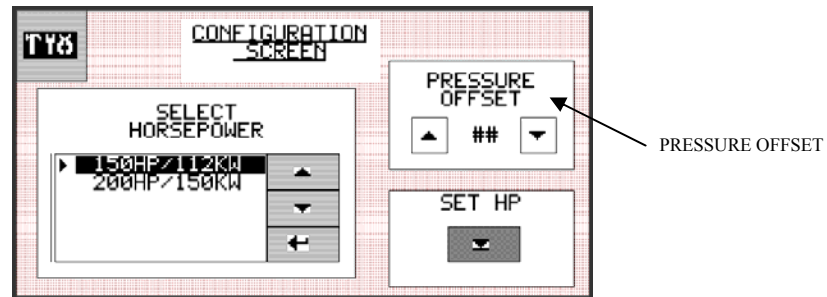 CONFIGURATION
SCREEN
SELECT
HORSEPOWER
150HP/112KW
200HP/150KW
PRESSURE
OFFSET
##
SET HP
PRESSURE OFFSET